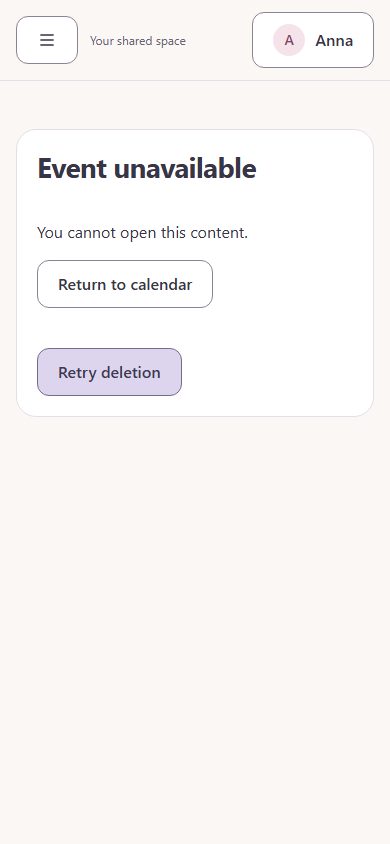 Your shared space
A
Anna
Event unavailable
You cannot open this content.
Return to calendar
Retry deletion